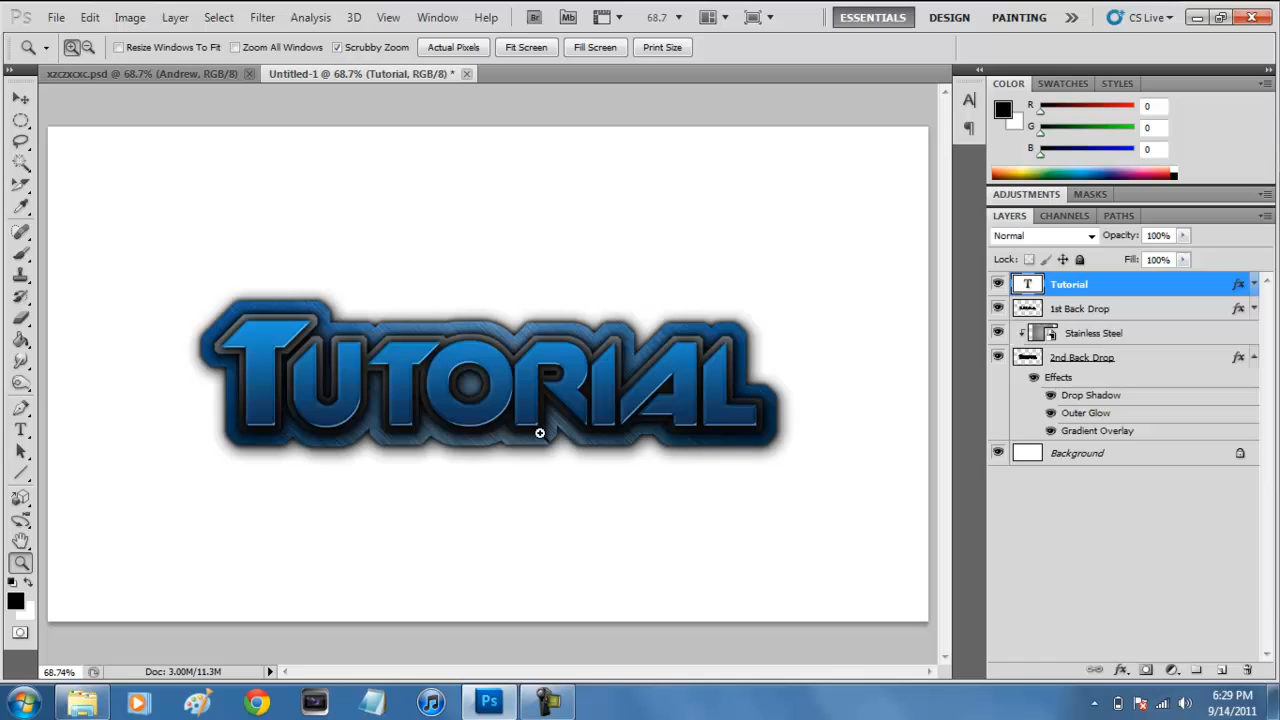 Ps File Edit Image Layer Select Filter Analysis 3D View Window Help Br Mb 68.7 ESSENTIALS DESIGN PAINTING CS Live
Resize Windows To Fit Zoom All Windows Scrubby Zoom Actual Pixels Fit Screen Fill Screen Print Size
xzczxcxc.psd @ 68.7% (Andrew, RGB/8) Untitled-1 @ 68.7% (Tutorial, RGB/8) *
COLOR SWATCHES STYLES
R 0
G 0
B 0
ADJUSTMENTS MASKS
LAYERS CHANNELS PATHS
Normal Opacity: 100%
Lock: Fill: 100%
T Tutorial fx
1st Back Drop fx
Stainless Steel
2nd Back Drop fx
Effects
Drop Shadow
Outer Glow
Gradient Overlay
Background
TUTORIAL
68.74% Doc: 3.00M/11.3M
Ps
6:29 PM
9/14/2011